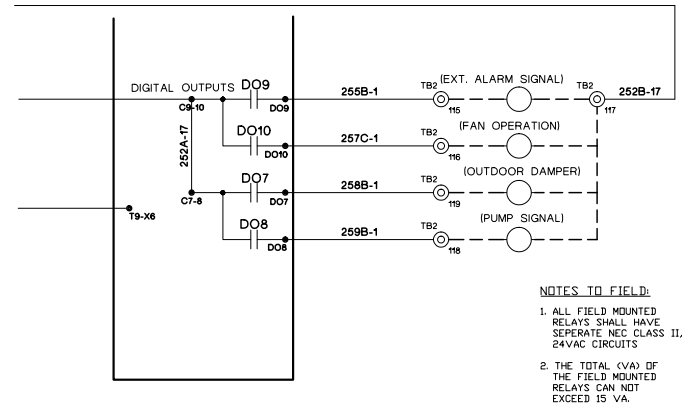 DIGITAL OUTPUTS
C9-10
DO9
DO9
255B-1
TB2
115
(EXT. ALARM SIGNAL)
TB2
117
252B-17
252A-17
DO10
DO10
257C-1
TB2
116
(FAN OPERATION)
C7-8
DO7
DO7
258B-1
TB2
119
(OUTDOOR DAMPER)
T9-X6
DO8
DO8
259B-1
TB2
118
(PUMP SIGNAL)
NOTES TO FIELD:
1. ALL FIELD MOUNTED
RELAYS SHALL HAVE
SEPERATE NEC CLASS II,
24VAC CIRCUITS
2. THE TOTAL (VA) OF
THE FIELD MOUNTED
RELAYS CAN NOT
EXCEED 15 VA.